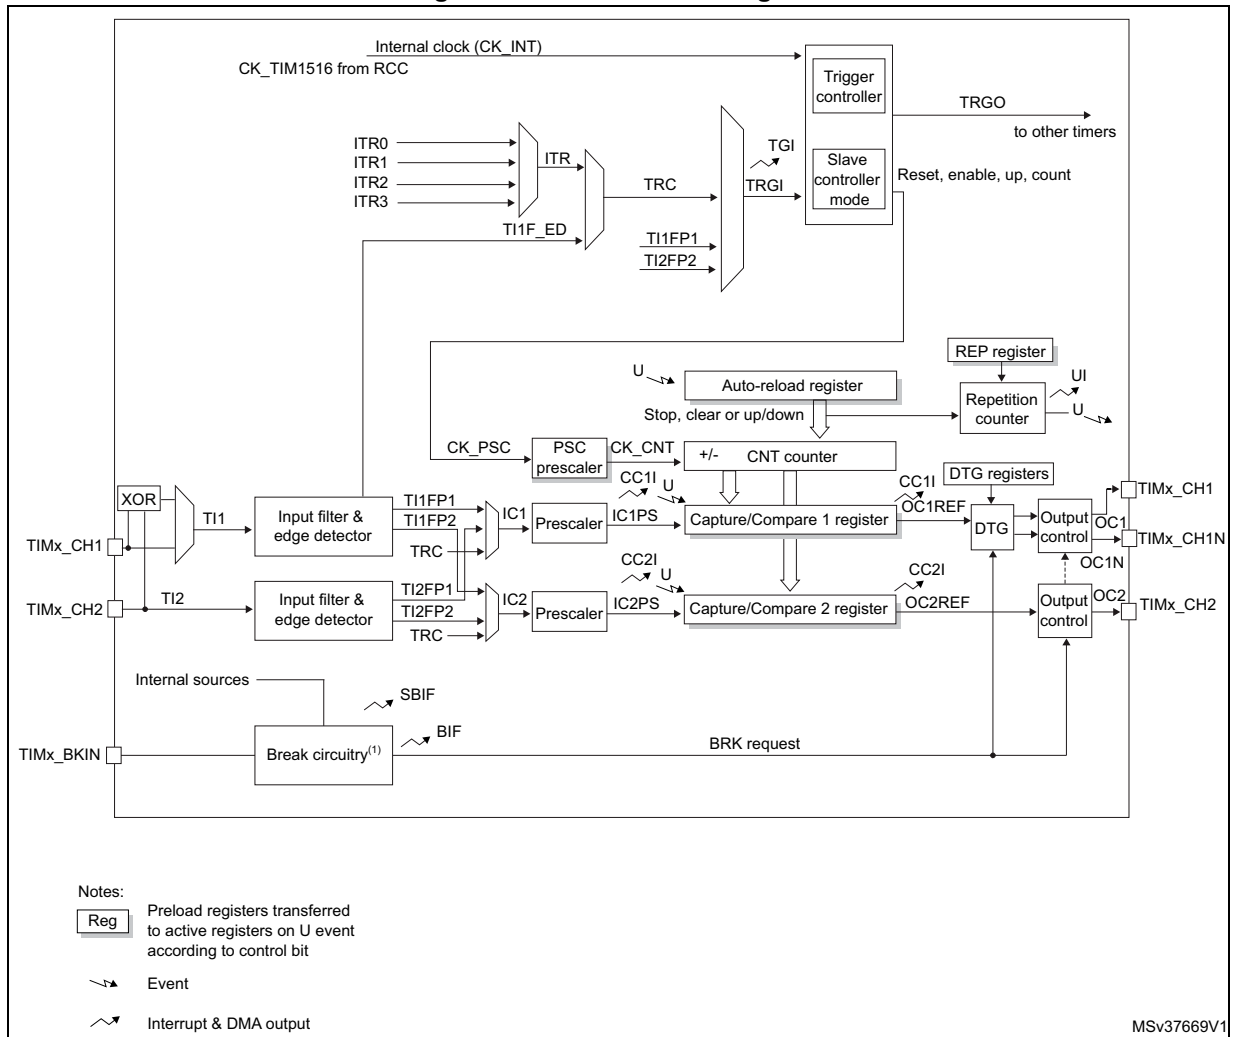 Internal clock (CK_INT)
CK_TIM1516 from RCC
Trigger
controller
TRGO
to other timers
ITR0
ITR1
ITR2
ITR3
ITR
TGI
TRC
TRGI
Slave
controller
mode
Reset, enable, up, count
TI1F_ED
TI1FP1
TI2FP2
REP register
U
Auto-reload register
UI
Repetition
counter
U
Stop, clear or up/down
CK_PSC
PSC
prescaler
CK_CNT
+/-
CNT counter
DTG registers
XOR
TI1
Input filter &
edge detector
TI1FP1
TI1FP2
TRC
IC1
Prescaler
IC1PS
CC1I
U
Capture/Compare 1 register
CC1I
OC1REF
DTG
Output
control
OC1
OC1N
TIMx_CH1
TIMx_CH1N
TIMx_CH1
TIMx_CH2
TI2
Input filter &
edge detector
TI2FP1
TI2FP2
TRC
IC2
Prescaler
IC2PS
CC2I
U
Capture/Compare 2 register
CC2I
OC2REF
Output
control
OC2
TIMx_CH2
Internal sources
SBIF
TIMx_BKIN
Break circuitry(1)
BIF
BRK request
Notes:
Reg
Preload registers transferred
to active registers on U event
according to control bit
Event
Interrupt & DMA output
MSv37669V1